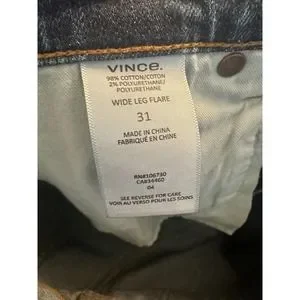 VINCE.
98% COTTON/COTON
2% POLYURETHANE/
POLYURETHANE
WIDE LEG FLARE
31
MADE IN CHINA
FABRIQUÉ EN CHINE
RN#106730
CA#34460
04
SEE REVERSE FOR CARE
VOIR AU VERSO POUR LES SOINS